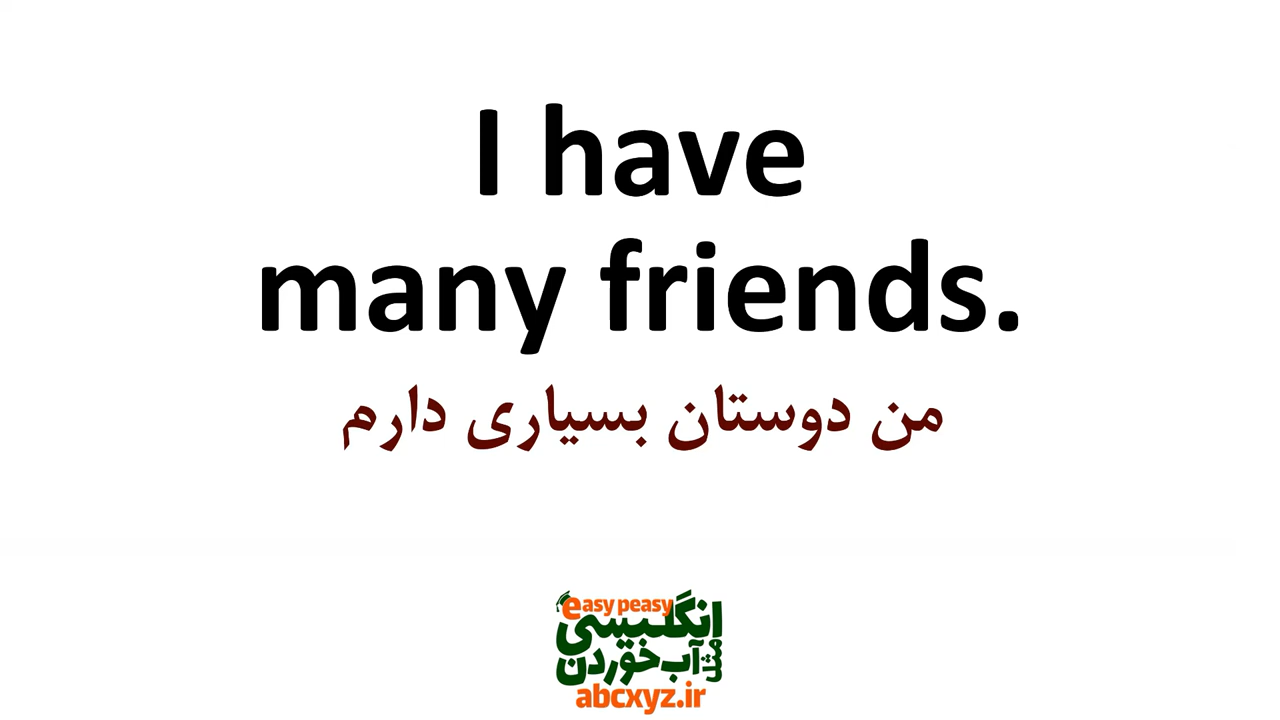 I have
many friends.
من دوستان بسیاری دارم
easy peasy
انگلیسی
مثل آب خوردن
abcxyz.ir